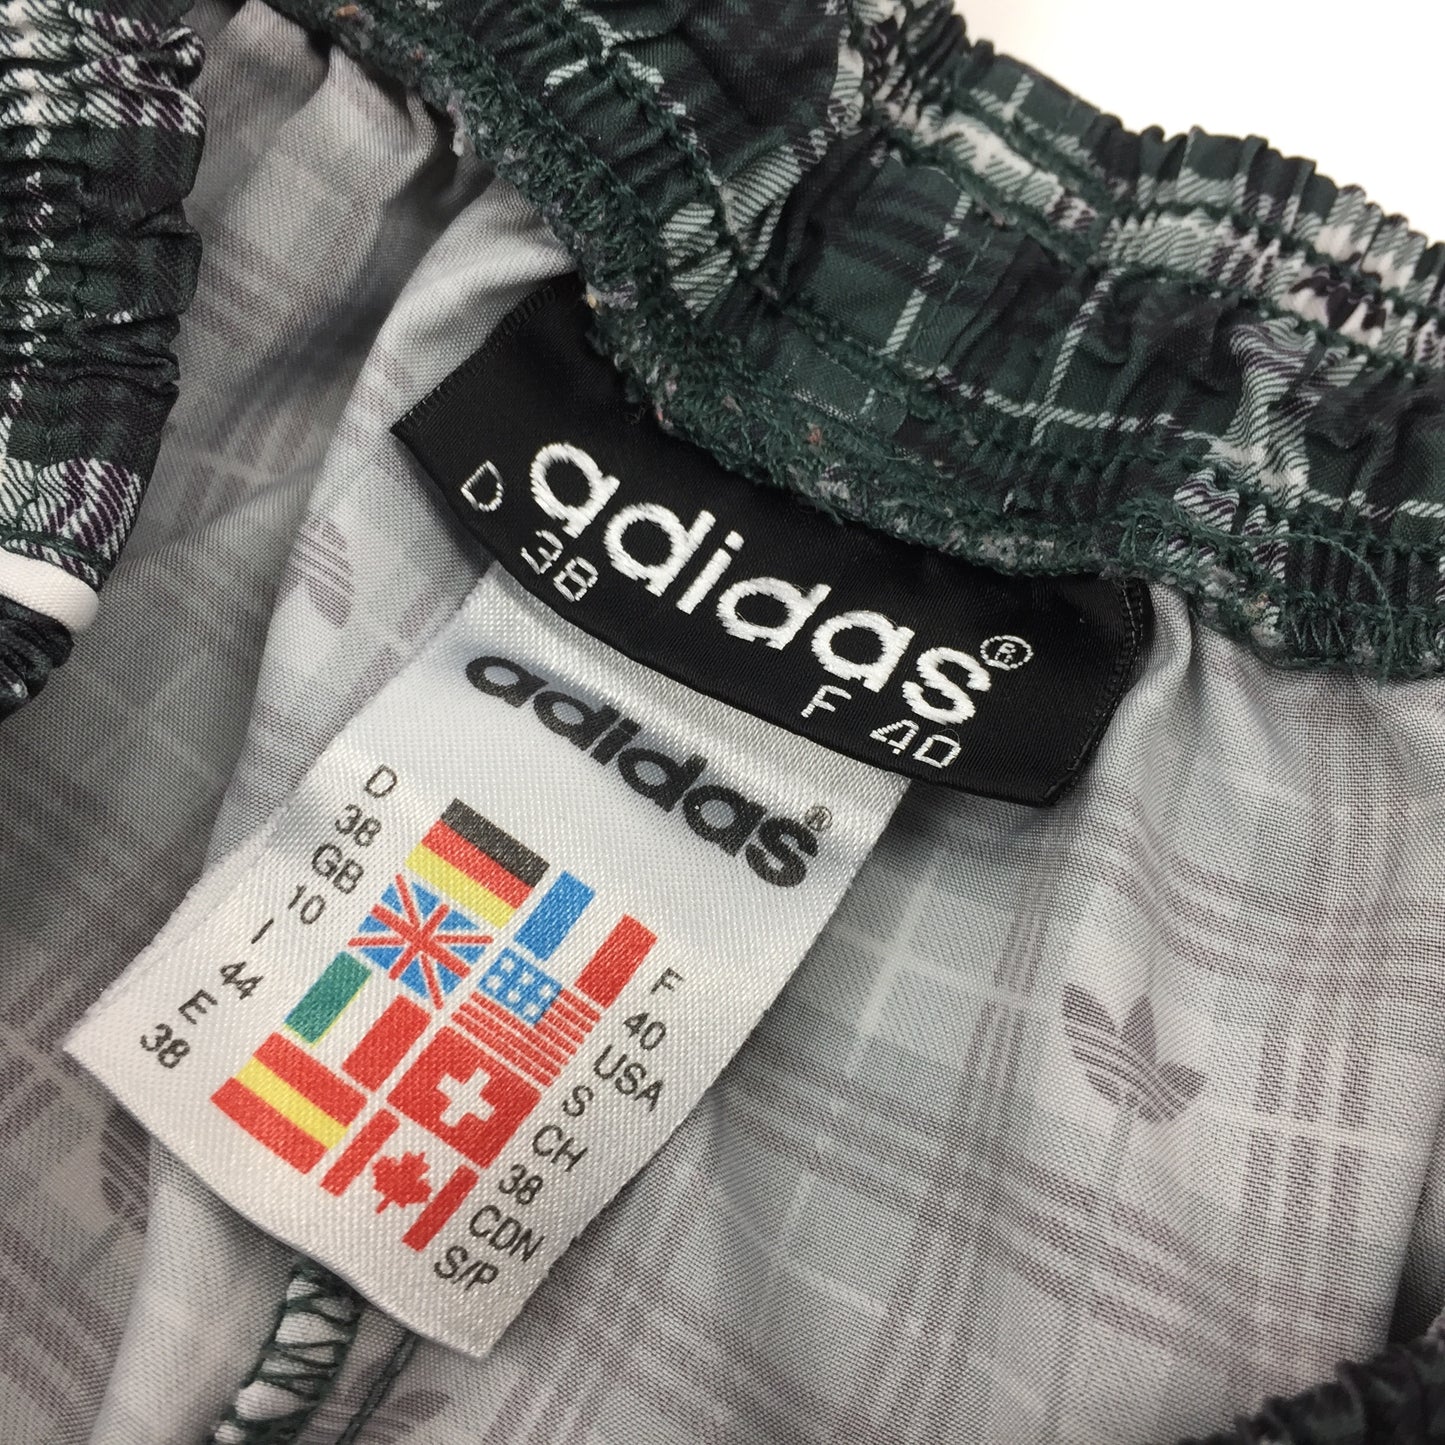 adidas®
D 38 F 40
adidas®
D 38
GB 10
I 44
E 38
F 40
USA S
CH 38
CDN S/P